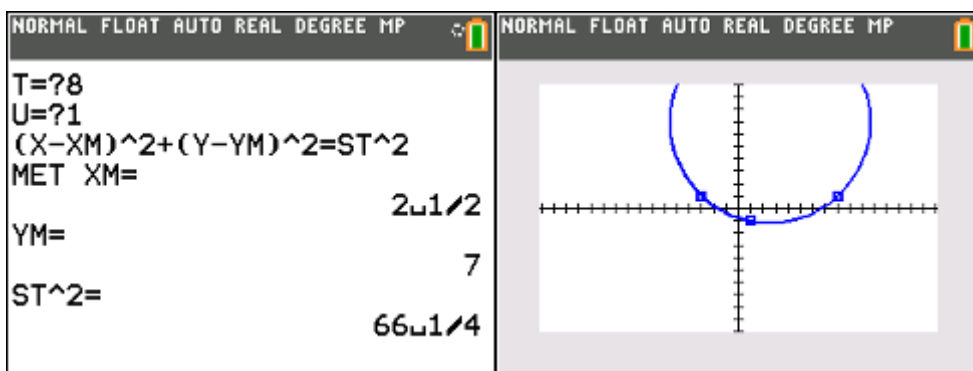 NORMAL FLOAT AUTO REAL DEGREE MP
T=?8
U=?1
(X-XM)^2+(Y-YM)^2=ST^2
MET XM=
2␣1/2
YM=
7
ST^2=
66␣1/4
NORMAL FLOAT AUTO REAL DEGREE MP